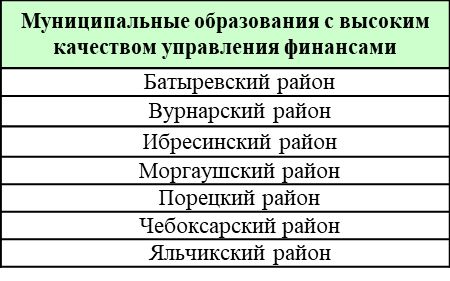 Муниципальные образования с высоким
качеством управления финансами
Батыревский район
Вурнарский район
Ибресинский район
Моргаушский район
Порецкий район
Чебоксарский район
Яльчикский район